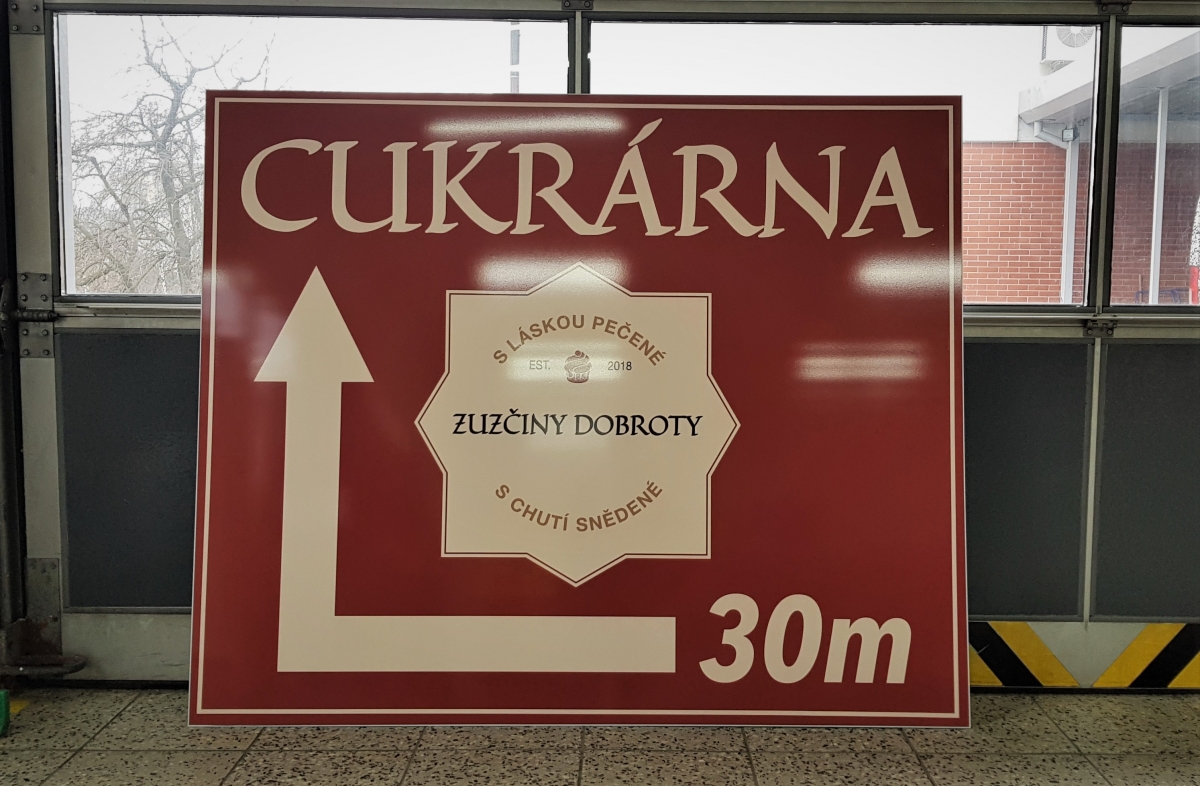 CUKRÁRNA
S LÁSKOU PEČENÉ
EST. 2018
ZUZČINY DOBROTY
S CHUTÍ SNĚDENÉ
30m